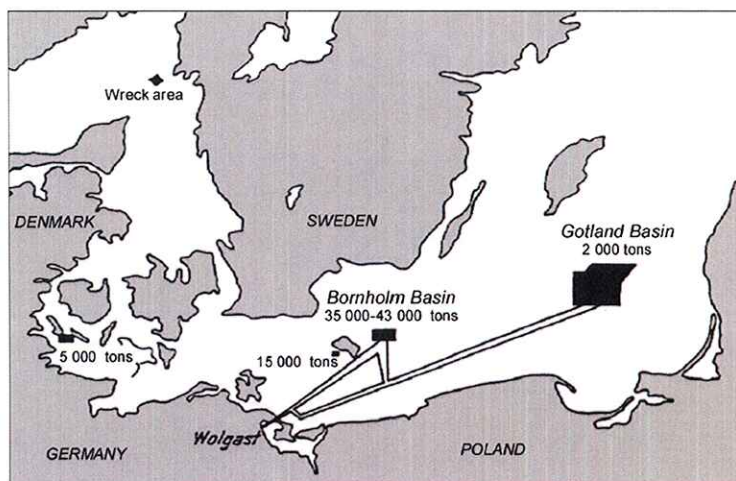 Wreck area
DENMARK
SWEDEN
Gotland Basin
2 000 tons
Bornholm Basin
35 000-43 000 tons
5 000 tons
15 000 tons
Wolgast
GERMANY
POLAND